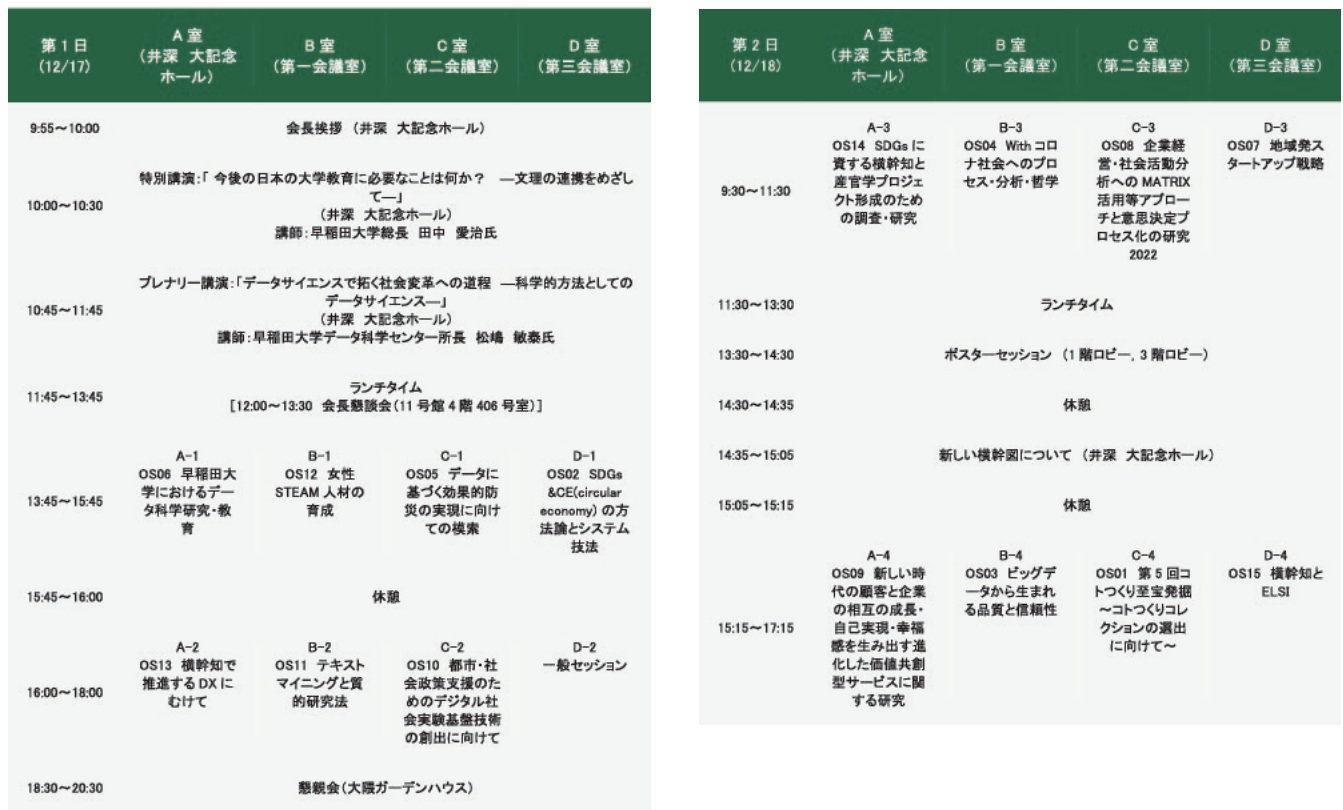 第1日
(12/17)
A室
(井深 大記念
ホール)
B室
(第一会議室)
C室
(第二会議室)
D室
(第三会議室)
9:55～10:00
会長挨拶 (井深 大記念ホール)
10:00～10:30
特別講演:「 今後の日本の大学教育に必要なことは何か? ―文理の連携をめざし
て―」
(井深 大記念ホール)
講師:早稲田大学総長 田中 愛治氏
10:45～11:45
プレナリー講演:「データサイエンスで拓く社会変革への道程 ―科学的方法としての
データサイエンス―」
(井深 大記念ホール)
講師:早稲田大学データ科学センター所長 松嶋 敏泰氏
11:45～13:45
ランチタイム
[12:00～13:30 会長懇談会(11号館4階406号室)]
13:45～15:45
A-1
OS06 早稲田大
学におけるデー
タ科学研究・教
育
B-1
OS12 女性
STEAM人材の
育成
C-1
OS05 データに
基づく効果的防
災の実現に向け
ての模索
D-1
OS02 SDGs
&CE(circular
economy)の方
法論とシステム
技法
15:45～16:00
休憩
16:00～18:00
A-2
OS13 横幹知で
推進するDXに
むけて
B-2
OS11 テキスト
マイニングと質
的研究法
C-2
OS10 都市・社
会政策支援のた
めのデジタル社
会実験基盤技術
の創出に向けて
D-2
一般セッション
18:30～20:30
懇親会(大隈ガーデンハウス)
第2日
(12/18)
A室
(井深 大記念
ホール)
B室
(第一会議室)
C室
(第二会議室)
D室
(第三会議室)
9:30～11:30
A-3
OS14 SDGsに
資する横幹知と
産官学プロジェ
クト形成のため
の調査・研究
B-3
OS04 Withコロ
ナ社会へのプロ
セス・分析・哲学
C-3
OS08 企業経
営・社会活動分
析へのMATRIX
活用等アプロー
チと意思決定プ
ロセス化の研究
2022
D-3
OS07 地域発ス
タートアップ戦略
11:30～13:30
ランチタイム
13:30～14:30
ポスターセッション (1階ロビー, 3階ロビー)
14:30～14:35
休憩
14:35～15:05
新しい横幹図について (井深 大記念ホール)
15:05～15:15
休憩
15:15～17:15
A-4
OS09 新しい時
代の顧客と企業
の相互の成長・
自己実現・幸福
感を生み出す進
化した価値共創
型サービスに関
する研究
B-4
OS03 ビッグデ
ータから生まれ
る品質と信頼性
C-4
OS01 第5回コ
トつくり至宝発掘
～コトつくりコレ
クションの選出
に向けて～
D-4
OS15 横幹知と
ELSI